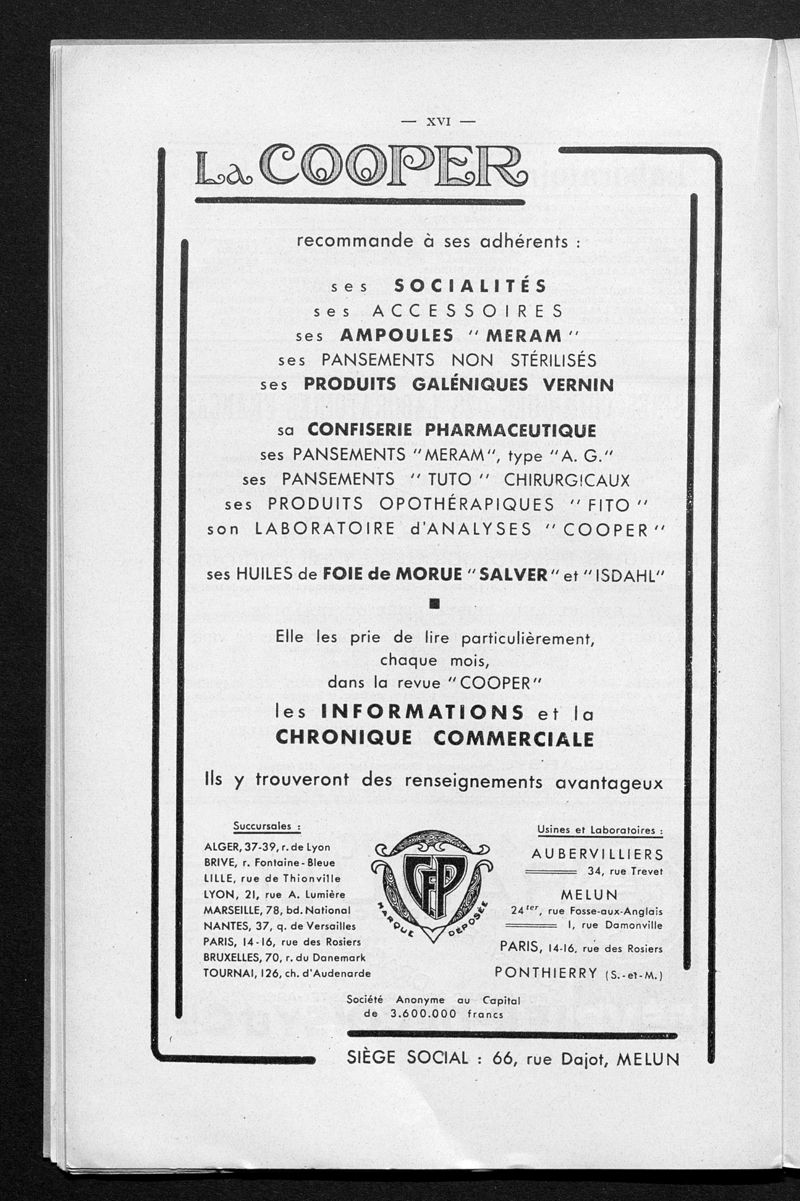 — XVI —
La COOPER
recommande à ses adhérents :
ses SOCIALITÉS
ses ACCESSOIRES
ses AMPOULES " MERAM "
ses PANSEMENTS NON STÉRILISÉS
ses PRODUITS GALÉNIQUES VERNIN
sa CONFISERIE PHARMACEUTIQUE
ses PANSEMENTS "MERAM", type "A. G."
ses PANSEMENTS " TUTO " CHIRURGICAUX
ses PRODUITS OPOTHÉRAPIQUES " FITO "
son LABORATOIRE d'ANALYSES " COOPER "
ses HUILES de FOIE de MORUE "SALVER" et "ISDAHL"
Elle les prie de lire particulièrement,
chaque mois,
dans la revue "COOPER"
les INFORMATIONS et la
CHRONIQUE COMMERCIALE
Ils y trouveront des renseignements avantageux
Succursales :
ALGER, 37-39, r. de Lyon
BRIVE, r. Fontaine-Bleue
LILLE, rue de Thionville
LYON, 21, rue A. Lumière
MARSEILLE, 78, bd. National
NANTES, 37, q. de Versailles
PARIS, 14-16, rue des Rosiers
BRUXELLES, 70, r. du Danemark
TOURNAI, 126, ch. d'Audenarde
CFP
MARQUE DÉPOSÉE
Usines et Laboratoires :
AUBERVILLIERS
34, rue Trevet
MELUN
24ter, rue Fosse-aux-Anglais
1, rue Damonville
PARIS, 14-16, rue des Rosiers
PONTHIERRY (S.-et-M.)
Société Anonyme au Capital
de 3.600.000 francs
SIÈGE SOCIAL : 66, rue Dajot, MELUN